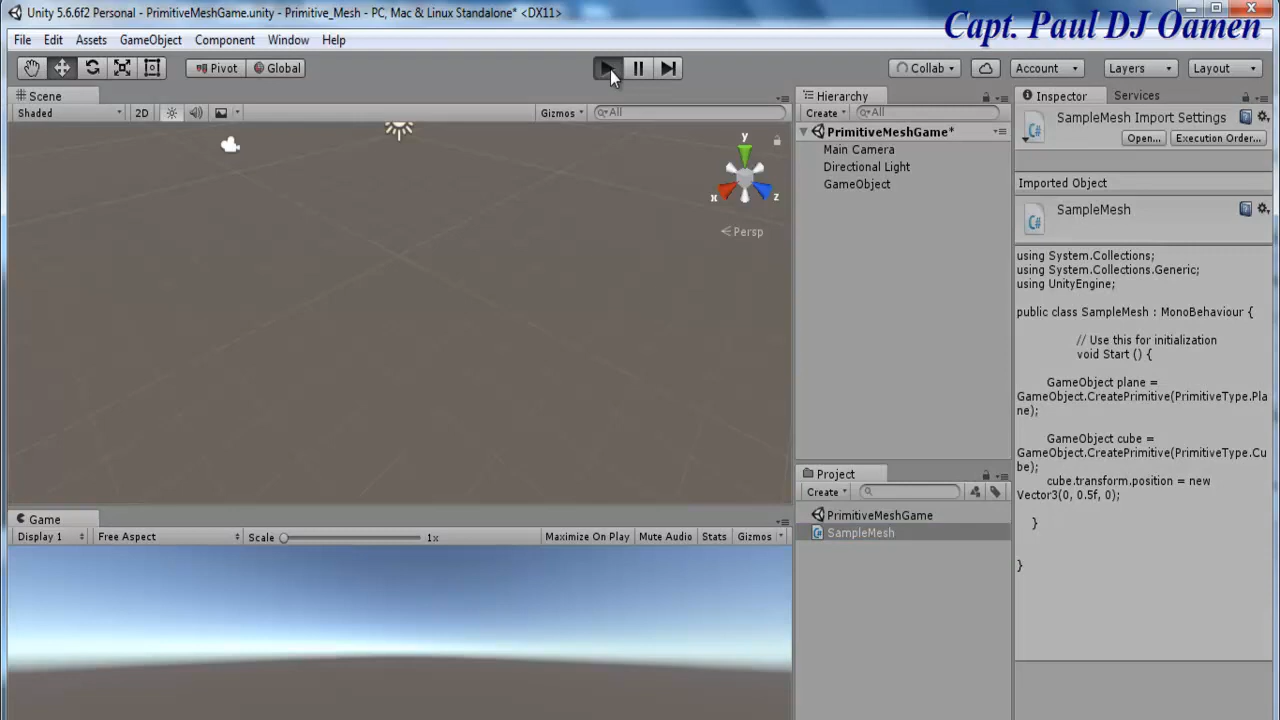 Unity 5.6.6f2 Personal - PrimitiveMeshGame.unity - Primitive_Mesh - PC, Mac & Linux Standalone* <DX11>
Capt. Paul DJ Oamen
File Edit Assets GameObject Component Window Help
Pivot Global Collab Account Layers Layout
Scene
Shaded 2D Gizmos All
y
x
z
Persp
Game
Display 1 Free Aspect Scale 1x Maximize On Play Mute Audio Stats Gizmos
Hierarchy
Create All
PrimitiveMeshGame*
Main Camera
Directional Light
GameObject
Project
Create
PrimitiveMeshGame
SampleMesh
Inspector Services
SampleMesh Import Settings
Open... Execution Order...
Imported Object
SampleMesh
using System.Collections;
using System.Collections.Generic;
using UnityEngine;
public class SampleMesh : MonoBehaviour {
// Use this for initialization
void Start () {
GameObject plane =
GameObject.CreatePrimitive(PrimitiveType.Pla
ne);
GameObject cube =
GameObject.CreatePrimitive(PrimitiveType.Cu
be);
cube.transform.position = new
Vector3(0, 0.5f, 0);
}
}